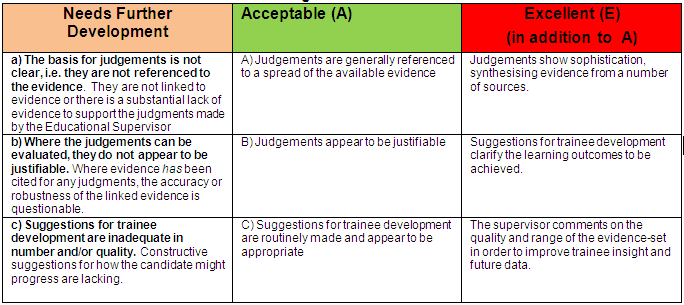 Needs Further
Development
Acceptable (A)
Excellent (E)
(in addition to A)
a) The basis for judgements is not
clear, i.e. they are not referenced to
the evidence. They are not linked to
evidence or there is a substantial lack of
evidence to support the judgments made
by the Educational Supervisor
A) Judgements are generally referenced
to a spread of the available evidence
Judgements show sophistication,
synthesising evidence from a number
of sources.
b) Where the judgements can be
evaluated, they do not appear to be
justifiable. Where evidence has been
cited for any judgments, the accuracy or
robustness of the linked evidence is
questionable.
B) Judgements appear to be justifiable
Suggestions for trainee development
clarify the learning outcomes to be
achieved.
c) Suggestions for trainee
development are inadequate in
number and/or quality. Constructive
suggestions for how the candidate might
progress are lacking.
C) Suggestions for trainee development
are routinely made and appear to be
appropriate
The supervisor comments on the
quality and range of the evidence-set
in order to improve trainee insight and
future data.